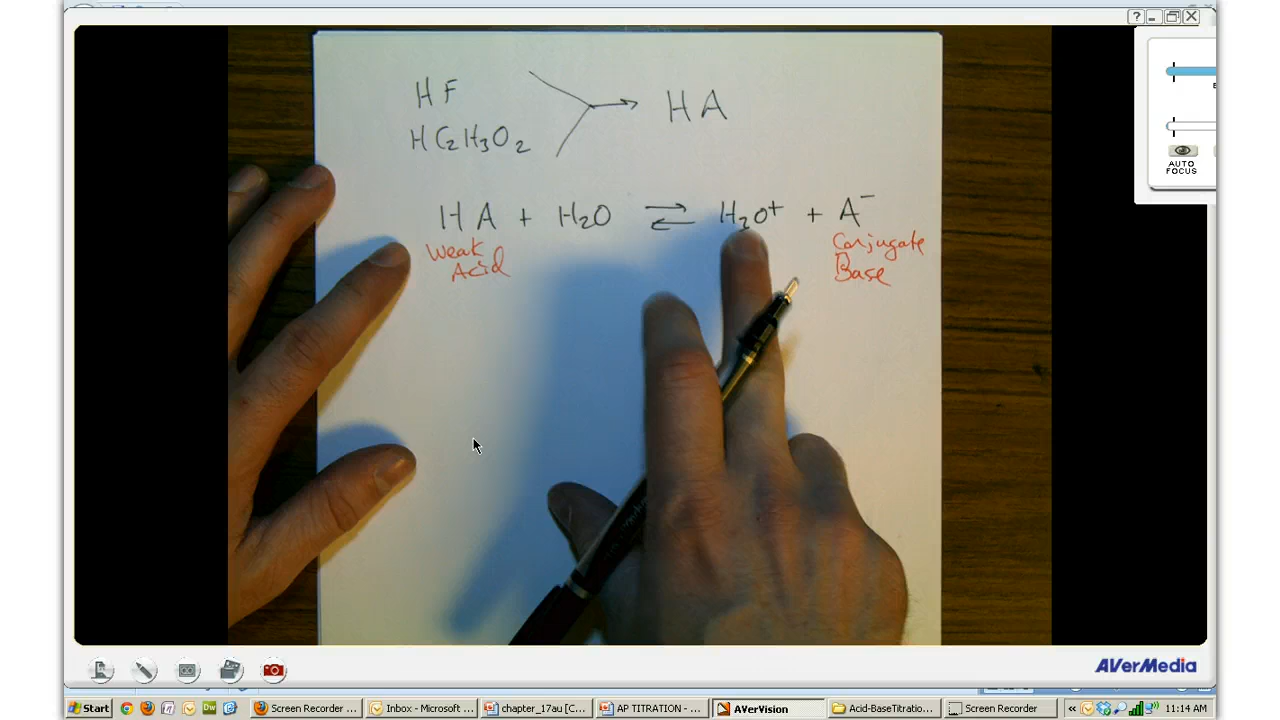 HF
HC2H3O2
HA
HA + H2O ⇌ H2O+ + A-
Weak Acid
Conjugate Base
AUTO FOCUS
AVerMedia
Start
Screen Recorder ...
Inbox - Microsoft ...
chapter_17au [C...
AP TITRATION - ...
AVerVision
Acid-BaseTitratio...
Screen Recorder
11:14 AM